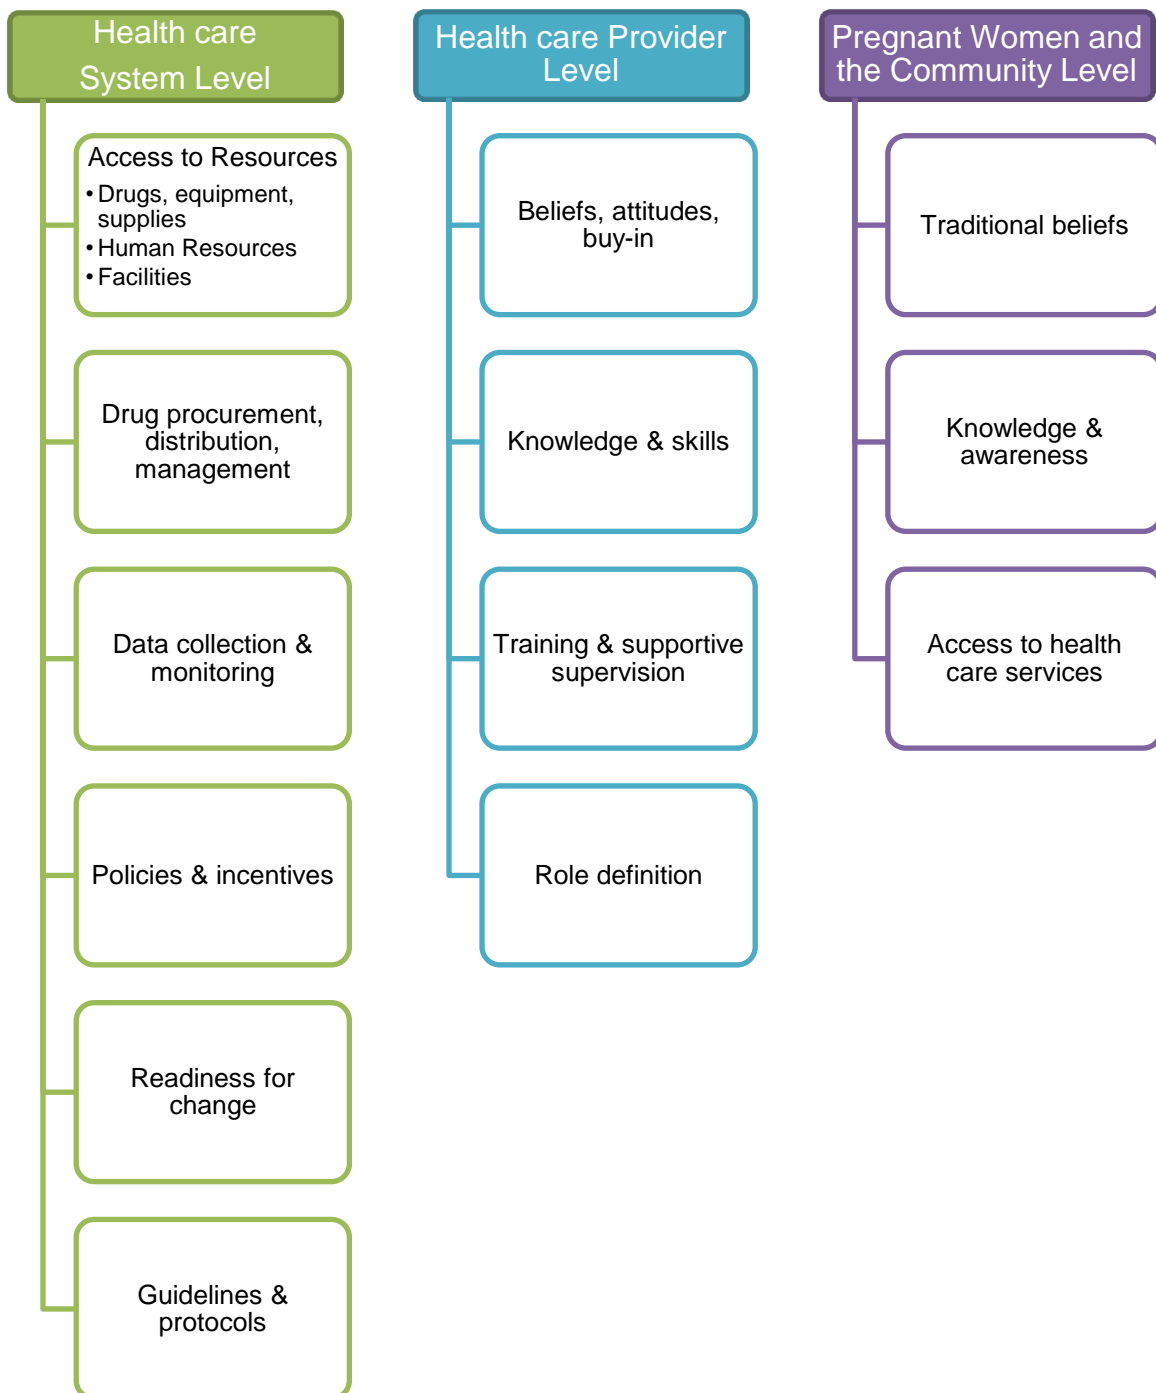 Health care
System Level
Access to Resources
• Drugs, equipment,
supplies
• Human Resources
• Facilities
Drug procurement,
distribution,
management
Data collection &
monitoring
Policies & incentives
Readiness for
change
Guidelines &
protocols
Health care Provider
Level
Beliefs, attitudes,
buy-in
Knowledge & skills
Training & supportive
supervision
Role definition
Pregnant Women and
the Community Level
Traditional beliefs
Knowledge &
awareness
Access to health
care services